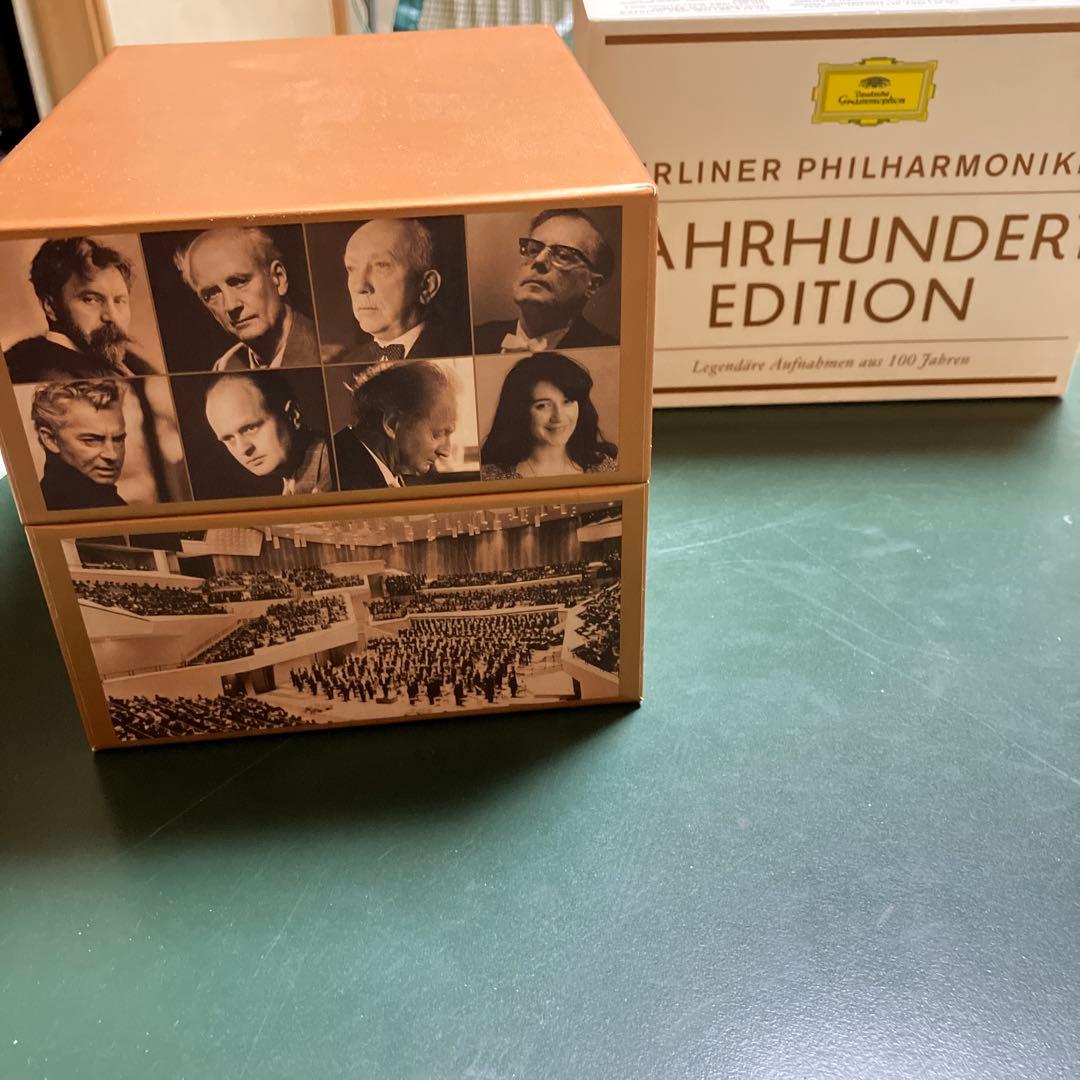 Deutsche
Grammophon
RLINER PHILHARMONIK
AHRHUNDERT
EDITION
Legendäre Aufnahmen aus 100 Jahren